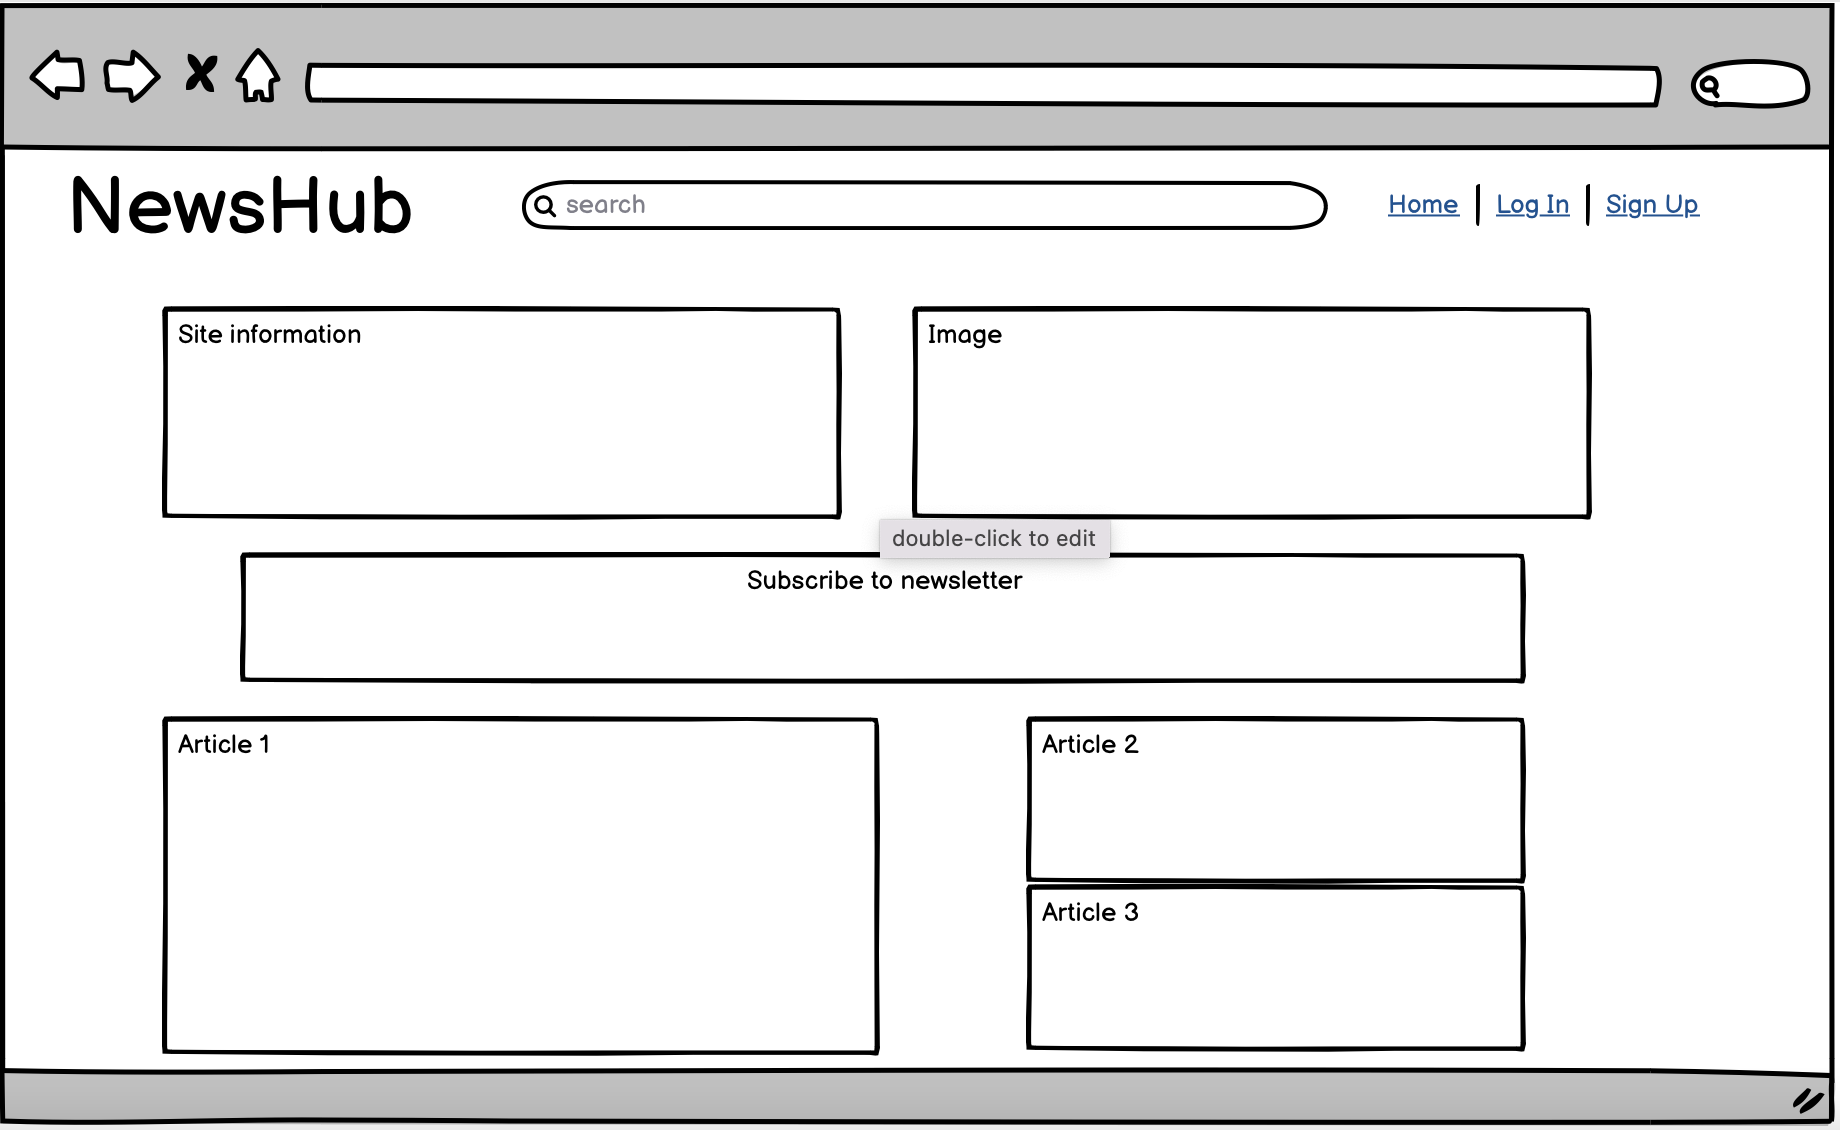 NewsHub
search
Home | Log In | Sign Up
Site information
Image
double-click to edit
Subscribe to newsletter
Article 1
Article 2
Article 3